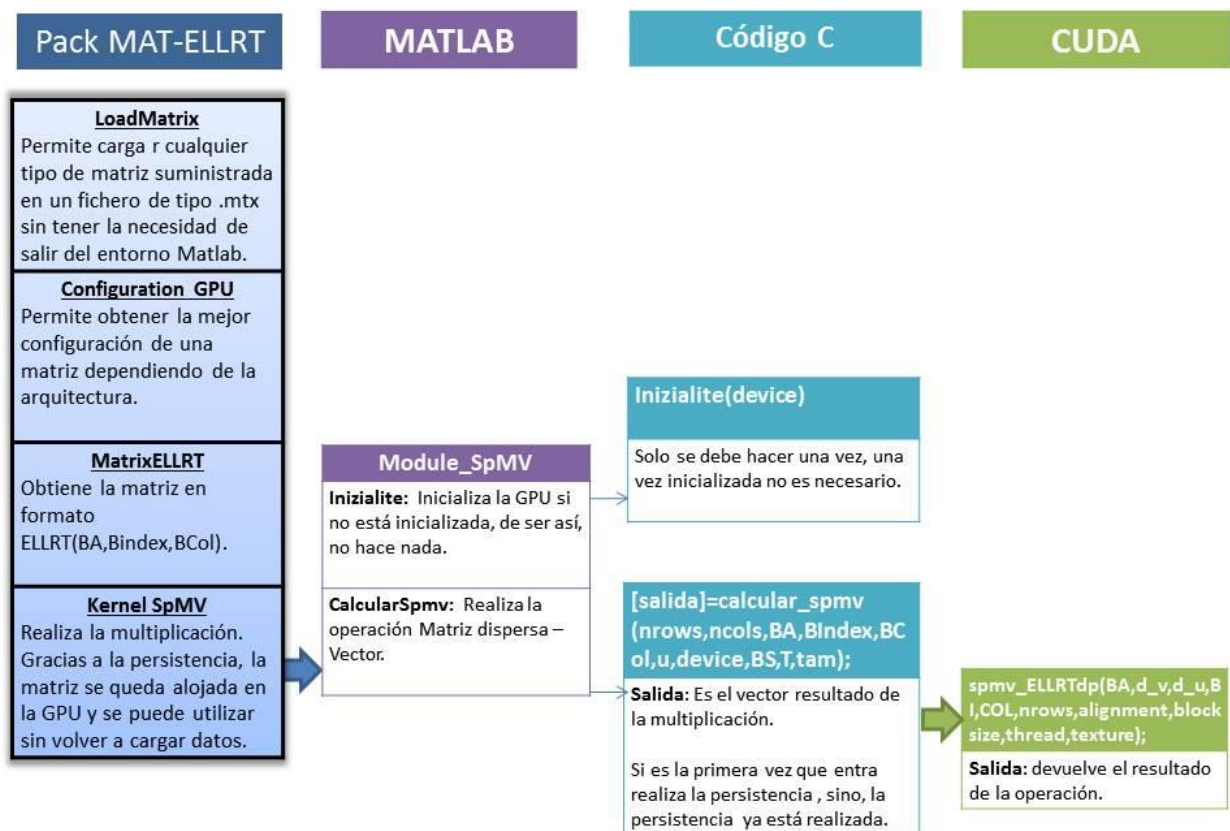 Pack MAT-ELLRT
MATLAB
Código C
CUDA
LoadMatrix
Permite carga r cualquier
tipo de matriz suministrada
en un fichero de tipo .mtx
sin tener la necesidad de
salir del entorno Matlab.
Configuration GPU
Permite obtener la mejor
configuración de una
matriz dependiendo de la
arquitectura.
MatrixELLRT
Obtiene la matriz en
formato
ELLRT(BA,Bindex,BCol).
Kernel SpMV
Realiza la multiplicación.
Gracias a la persistencia, la
matriz se queda alojada en
la GPU y se puede utilizar
sin volver a cargar datos.
Module_SpMV
Inizialite: Inicializa la GPU si
no está inicializada, de ser así,
no hace nada.
CalcularSpmv: Realiza la
operación Matriz dispersa –
Vector.
Inizialite(device)
Solo se debe hacer una vez, una
vez inicializada no es necesario.
[salida]=calcular_spmv
(nrows,ncols,BA,BIndex,BC
ol,u,device,BS,T,tam);
Salida: Es el vector resultado de
la multiplicación.
Si es la primera vez que entra
realiza la persistencia , sino, la
persistencia ya está realizada.
spmv_ELLRTdp(BA,d_v,d_u,B
I,COL,nrows,alignment,block
size,thread,texture);
Salida: devuelve el resultado
de la operación.